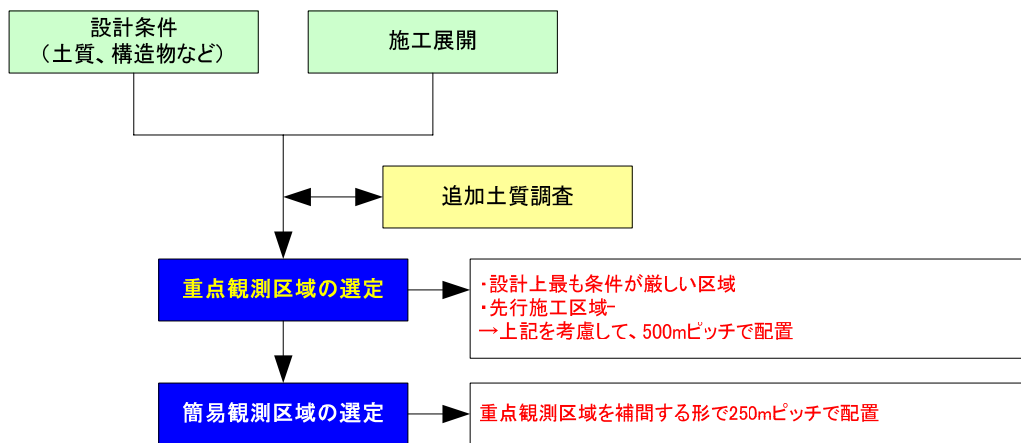 設計条件
（土質、構造物など）
施工展開
追加土質調査
重点観測区域の選定
・設計上最も条件が厳しい区域
・先行施工区域-
→上記を考慮して、500mピッチで配置
簡易観測区域の選定
重点観測区域を補間する形で250mピッチで配置